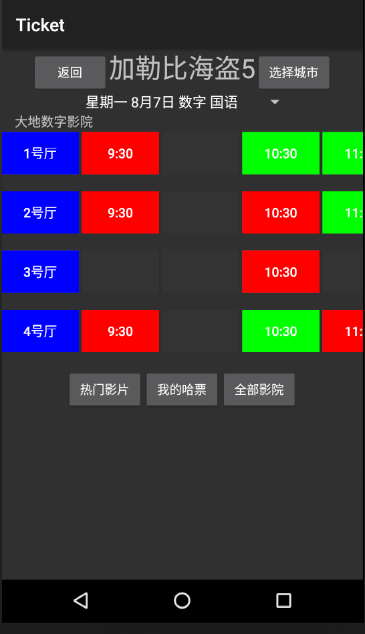 Ticket
返回 加勒比海盗5 选择城市
星期一 8月7日 数字 国语
大地数字影院
1号厅 9:30 10:30 11:
2号厅 9:30 10:30 11:
3号厅 10:30
4号厅 9:30 10:30 11:
热门影片 我的哈票 全部影院